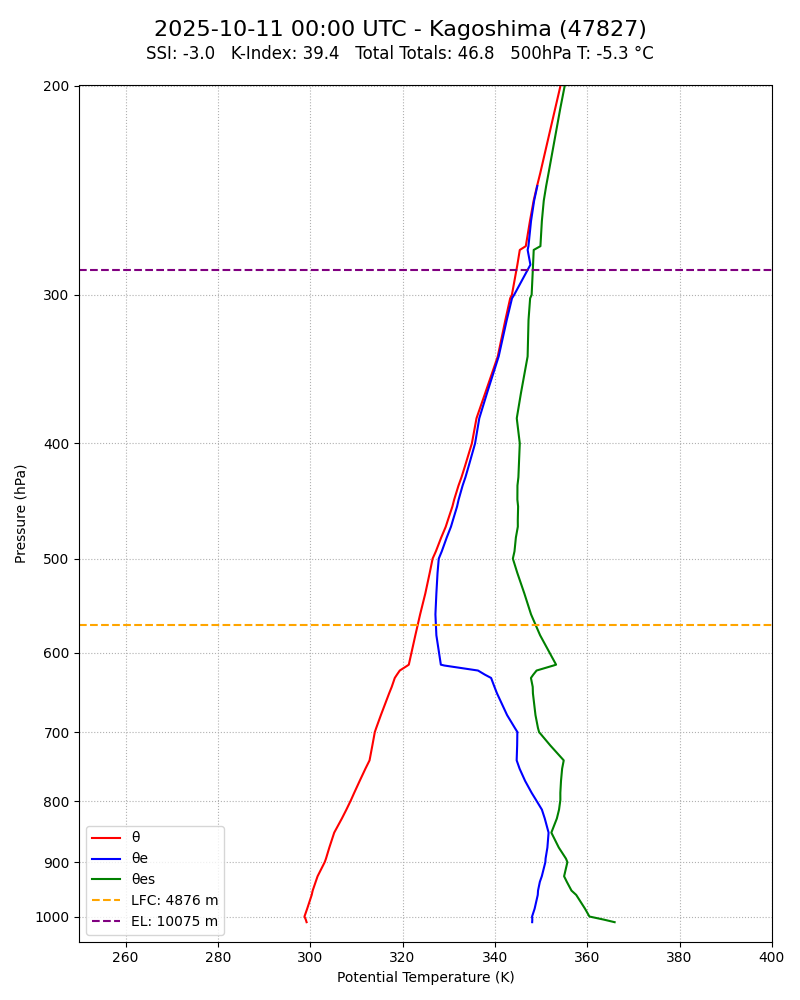 2025-10-11 00:00 UTC - Kagoshima (47827)
SSI: -3.0 K-Index: 39.4 Total Totals: 46.8 500hPa T: -5.3 °C
200
300
400
500
600
700
800
900
1000
Pressure (hPa)
θ
θe
θes
LFC: 4876 m
EL: 10075 m
260 280 300 320 340 360 380 400
Potential Temperature (K)